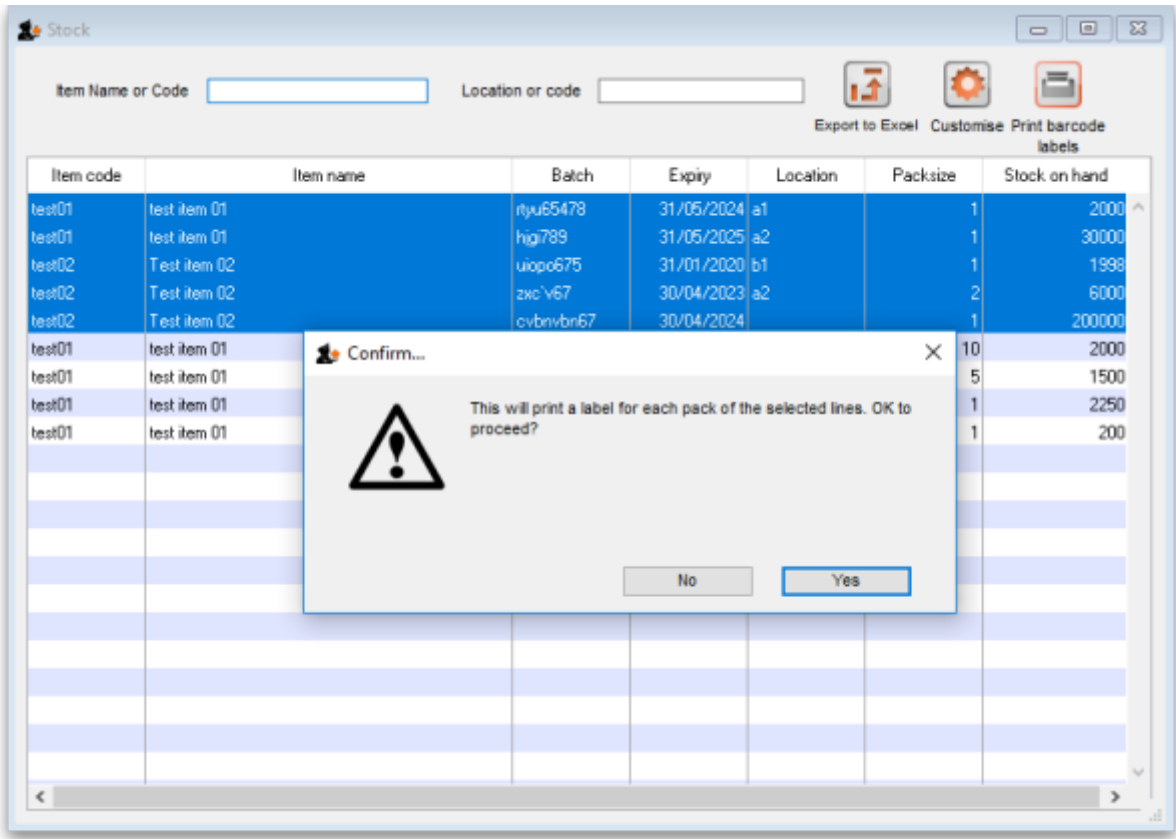 Stock
Item Name or Code Location or code
Export to Excel Customise Print barcode
labels
Item code Item name Batch Expiry Location Packsize Stock on hand
test01 test item 01 rtyu65478 31/05/2024 a1 1 2000
test01 test item 01 hjgi789 31/05/2025 a2 1 30000
test02 Test item 02 uiopo675 31/01/2020 b1 1 1998
test02 Test item 02 zxc`v67 30/04/2023 a2 2 6000
test02 Test item 02 cvbnvbn67 30/04/2024 1 200000
test01 test item 01 10 2000
test01 test item 01 5 1500
test01 test item 01 1 2250
test01 test item 01 1 200
Confirm...
This will print a label for each pack of the selected lines. OK to
proceed?
No Yes